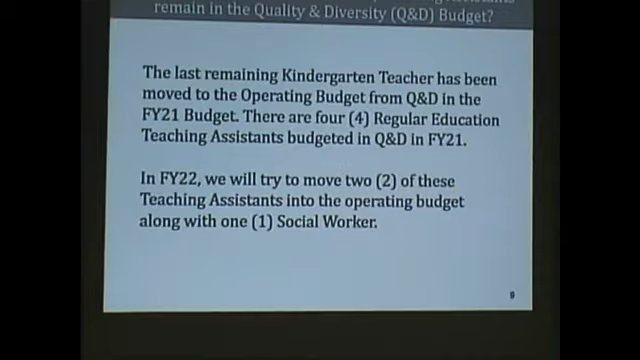 remain in the Quality & Diversity (Q&D) Budget?
The last remaining Kindergarten Teacher has been
moved to the Operating Budget from Q&D in the
FY21 Budget. There are four (4) Regular Education
Teaching Assistants budgeted in Q&D in FY21.
In FY22, we will try to move two (2) of these
Teaching Assistants into the operating budget
along with one (1) Social Worker.
9